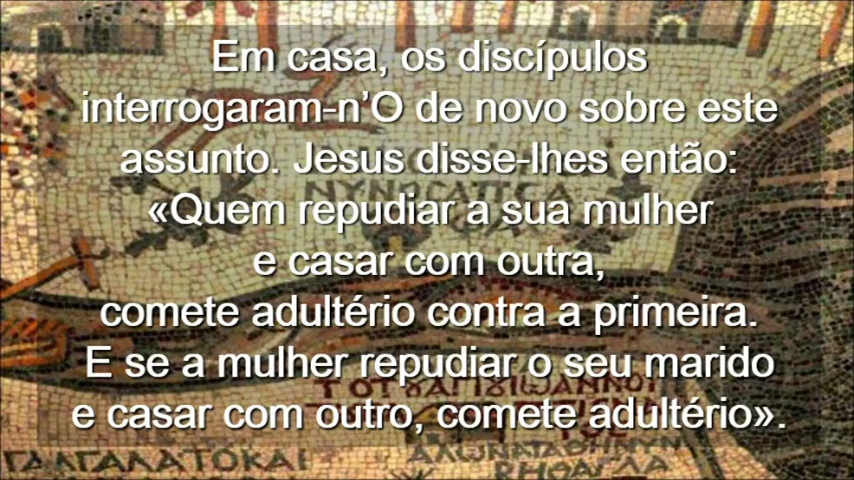 Em casa, os discípulos
interrogaram-n’O de novo sobre este
assunto. Jesus disse-lhes então:
«Quem repudiar a sua mulher
e casar com outra,
comete adultério contra a primeira.
E se a mulher repudiar o seu marido
e casar com outro, comete adultério».
ΓΑΛΓΑΛΑΤΟΚΑΙ